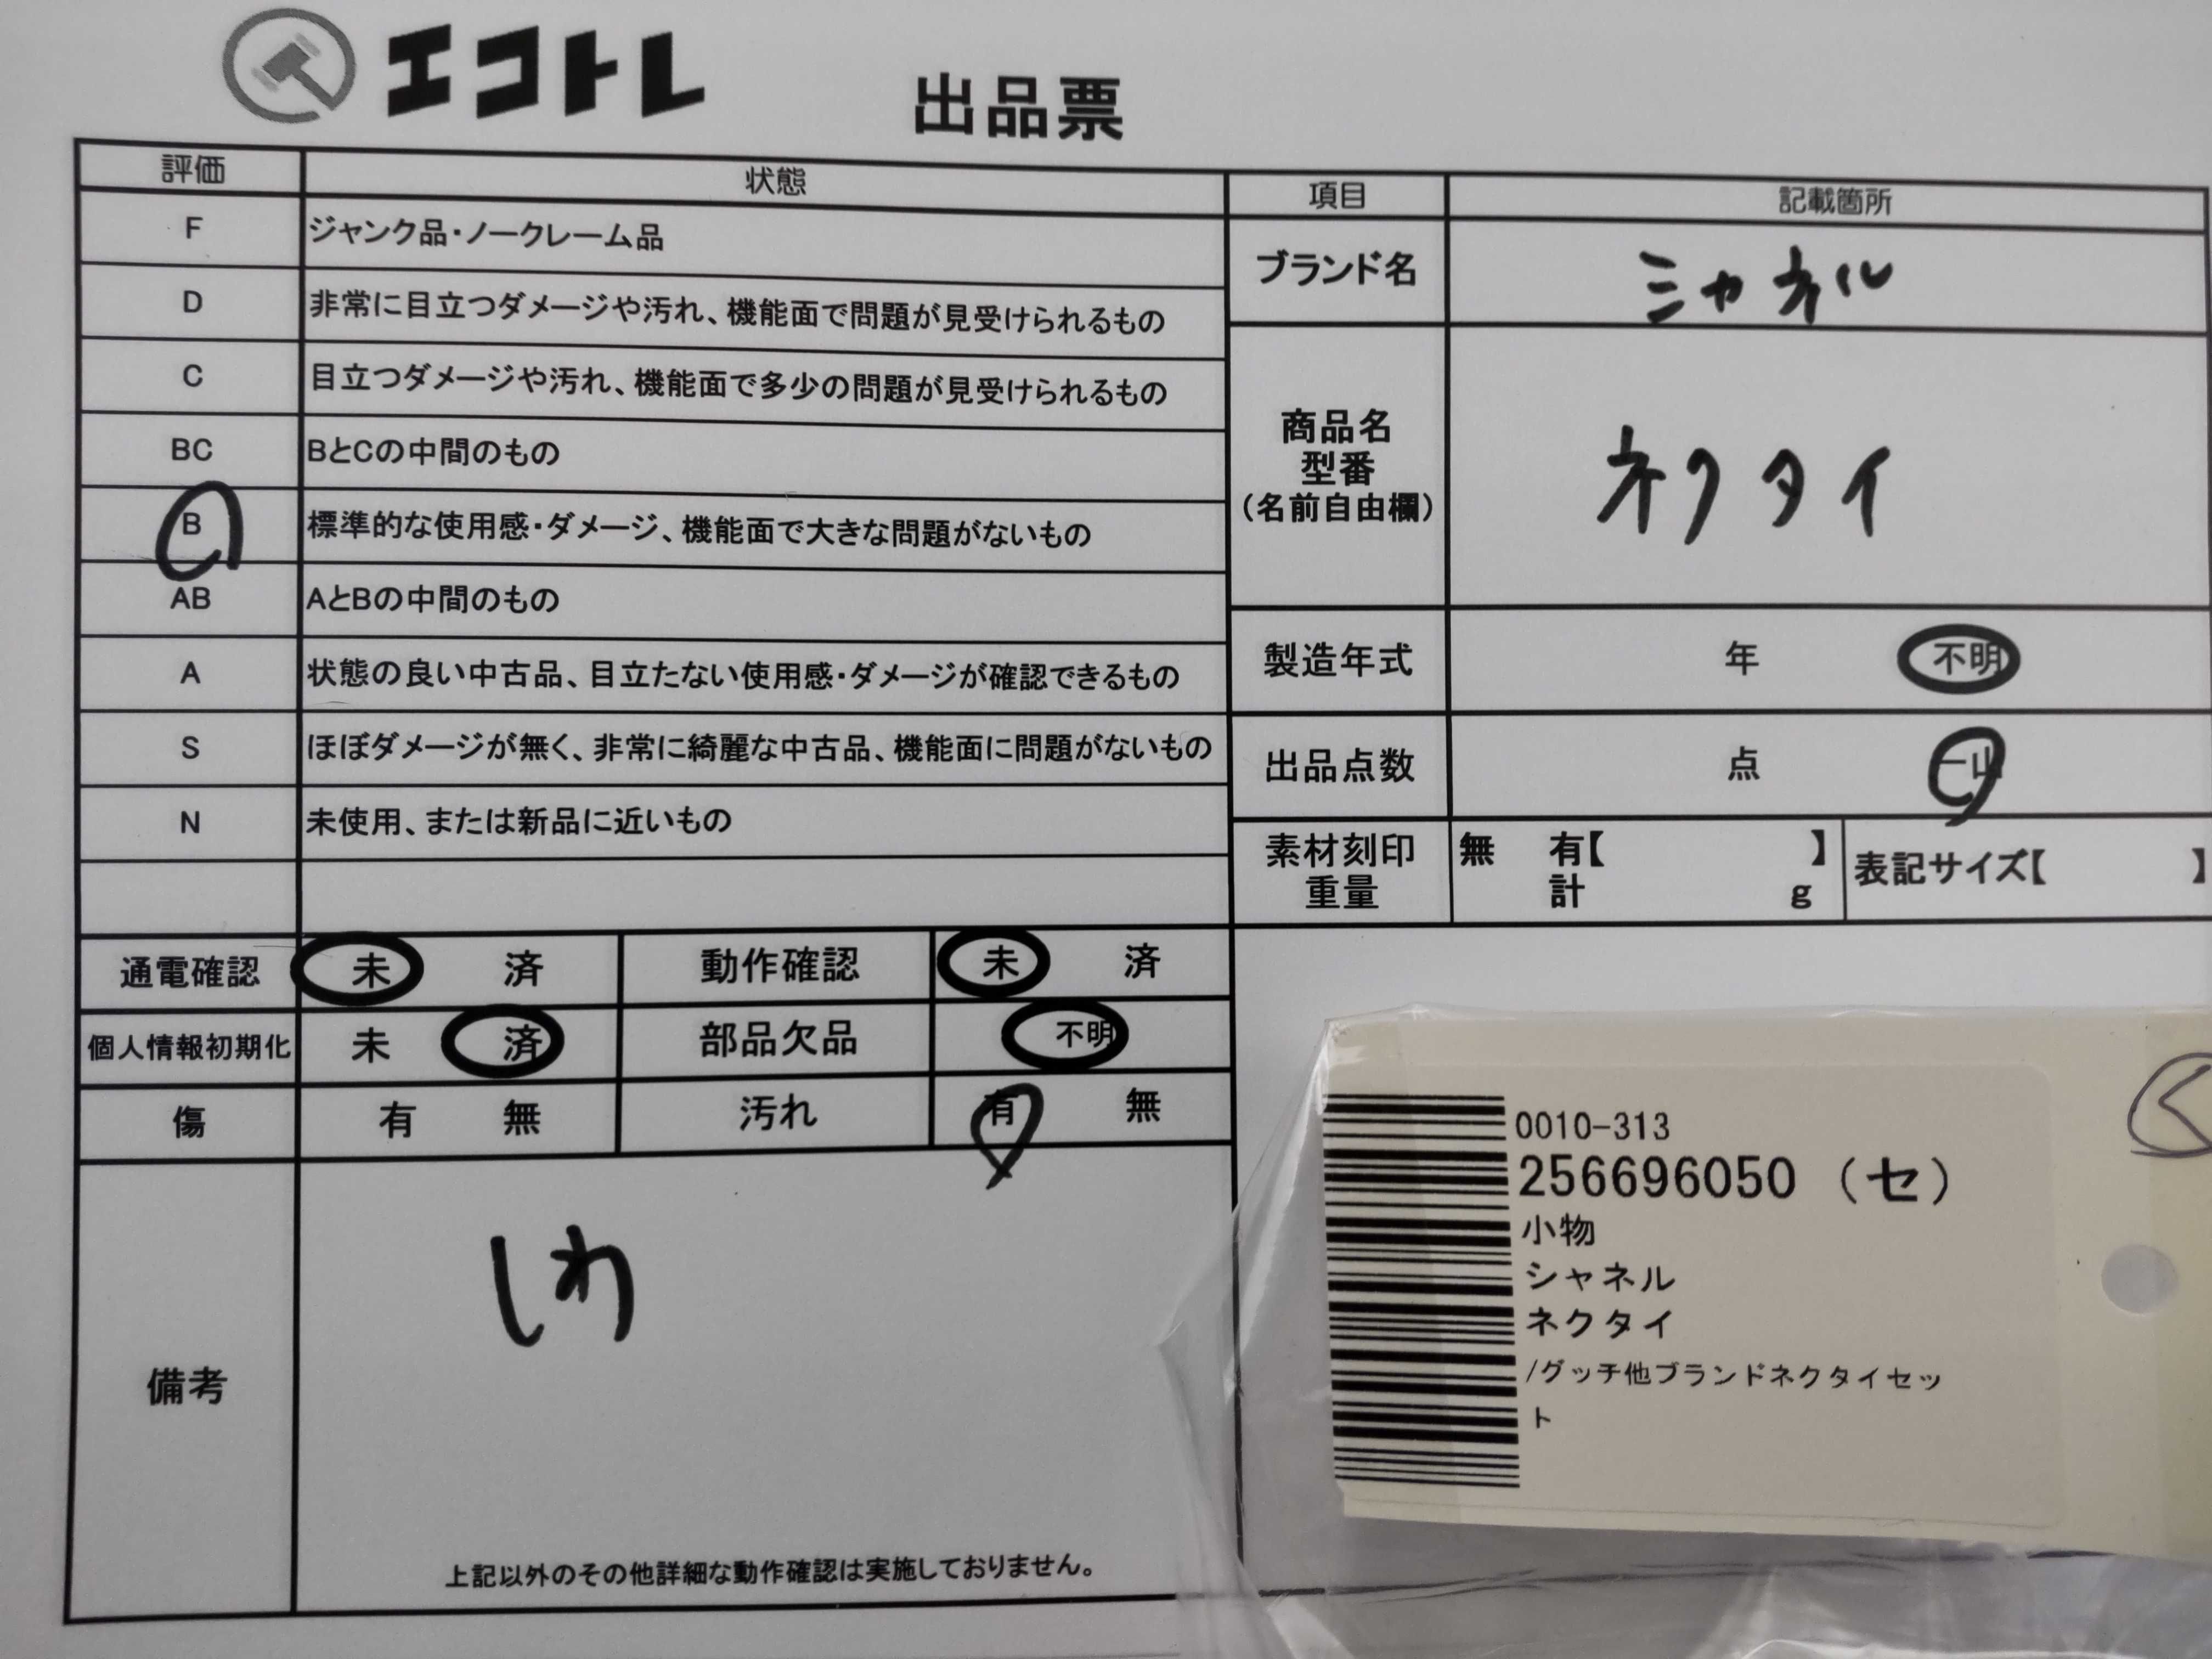 エコトレ
出品票
評価 状態
F ジャンク品・ノークレーム品
D 非常に目立つダメージや汚れ、機能面で問題が見受けられるもの
C 目立つダメージや汚れ、機能面で多少の問題が見受けられるもの
BC BとCの中間のもの
B 標準的な使用感・ダメージ、機能面で大きな問題がないもの
AB AとBの中間のもの
A 状態の良い中古品、目立たない使用感・ダメージが確認できるもの
S ほぼダメージが無く、非常に綺麗な中古品、機能面に問題がないもの
N 未使用、または新品に近いもの
項目 記載箇所
ブランド名 シャネル
商品名
型番
(名前自由欄)
ネクタイ
製造年式 年 不明
出品点数 点 一山
素材刻印 無 有【 】
重量 計 g
表記サイズ【 】
通電確認 未 済 動作確認 未 済
個人情報初期化 未 済 部品欠品 不明
傷 有 無 汚れ 有 無
備考
しわ
上記以外のその他詳細な動作確認は実施しておりません。
0010-313
256696050 (セ)
小物
シャネル
ネクタイ
/グッチ他ブランドネクタイセッ
ト